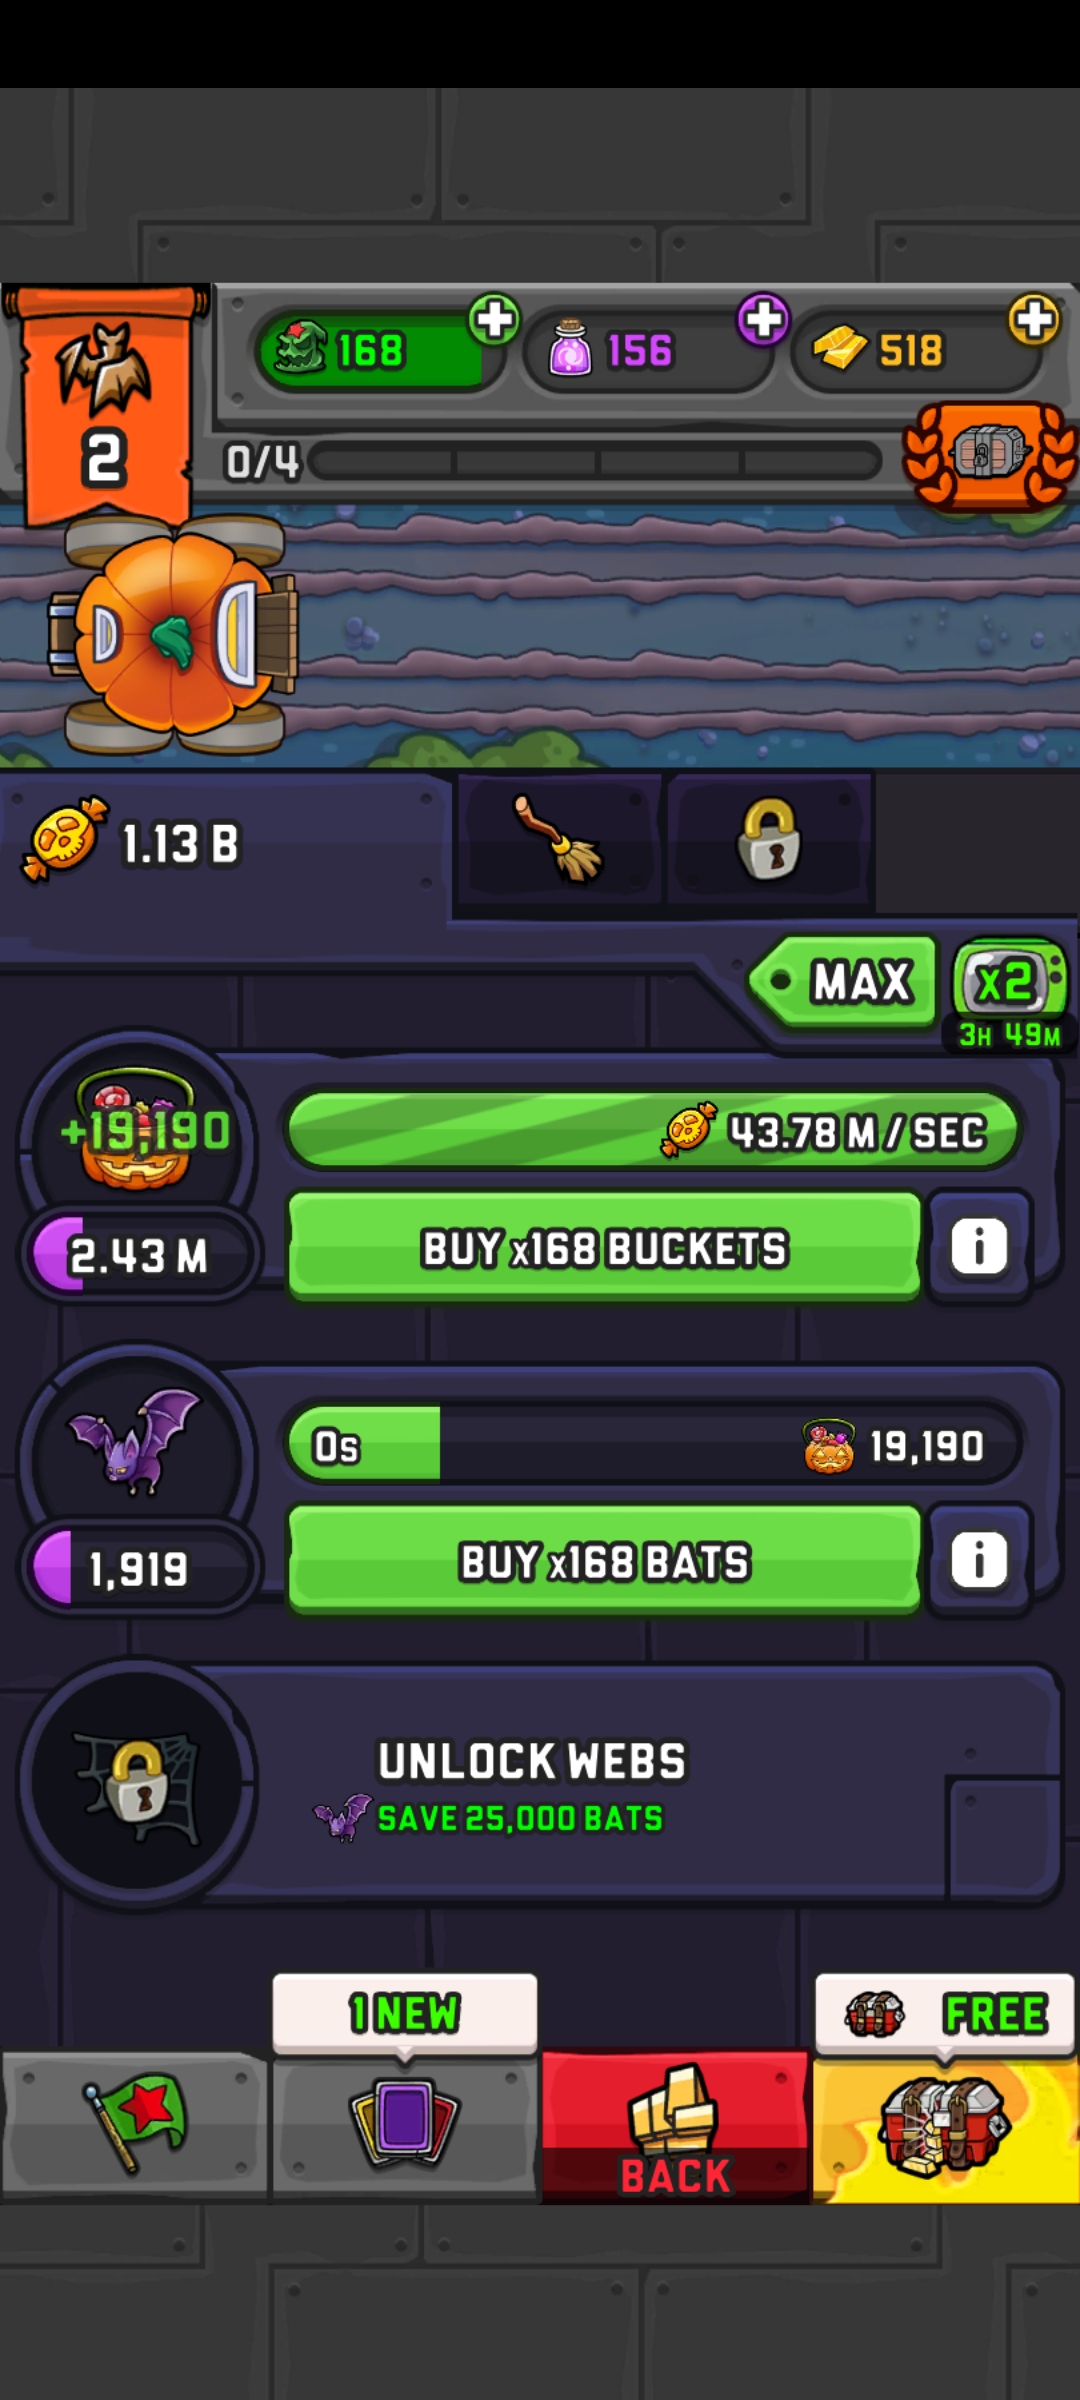 168
156
518
2
0/4
1.13 B
MAX
x2
3H 49M
+19,190
43.78 M / SEC
2.43 M
BUY x168 BUCKETS
i
0s
19,190
1,919
BUY x168 BATS
i
UNLOCK WEBS
SAVE 25,000 BATS
1 NEW
FREE
BACK